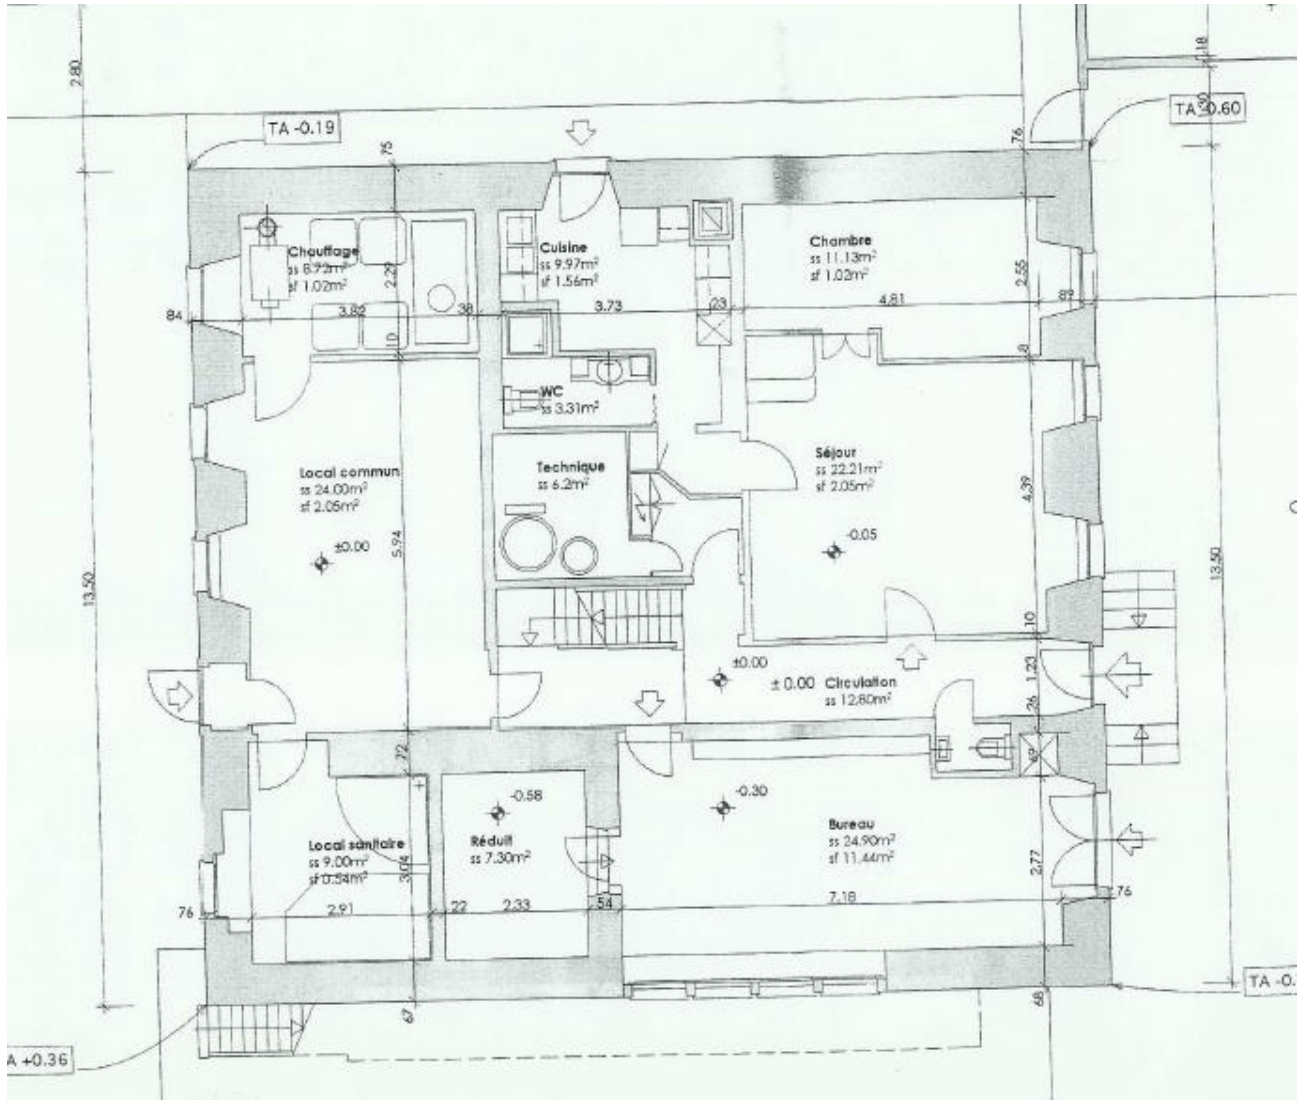 2.80
18
1.30
TA -0.19
TA -0.60
75
76
Chauffage
ss 8.72m²
sf 1.02m²
Cuisine
ss 9.97m²
sf 1.56m²
Chambre
ss 11.13m²
sf 1.02m²
2.29
2.55
84
3.82
38
3.73
23
4.81
89
10
8
WC
ss 3.31m²
Local commun
ss 24.00m²
sf 2.05m²
Technique
ss 6.2m²
Séjour
ss 22.21m²
sf 2.05m²
4.39
±0.00
5.94
-0.05
13.50
13.50
10
±0.00
±0.00 Circulation
ss 12.80m²
1.23
26
72
49
-0.58
-0.30
Local sanitaire
ss 9.00m²
sf 0.54m²
3.04
Réduit
ss 7.30m²
Bureau
ss 24.90m²
sf 11.44m²
2.77
76
2.91
22
2.33
54
7.18
76
67
68
TA -0.
A +0.36